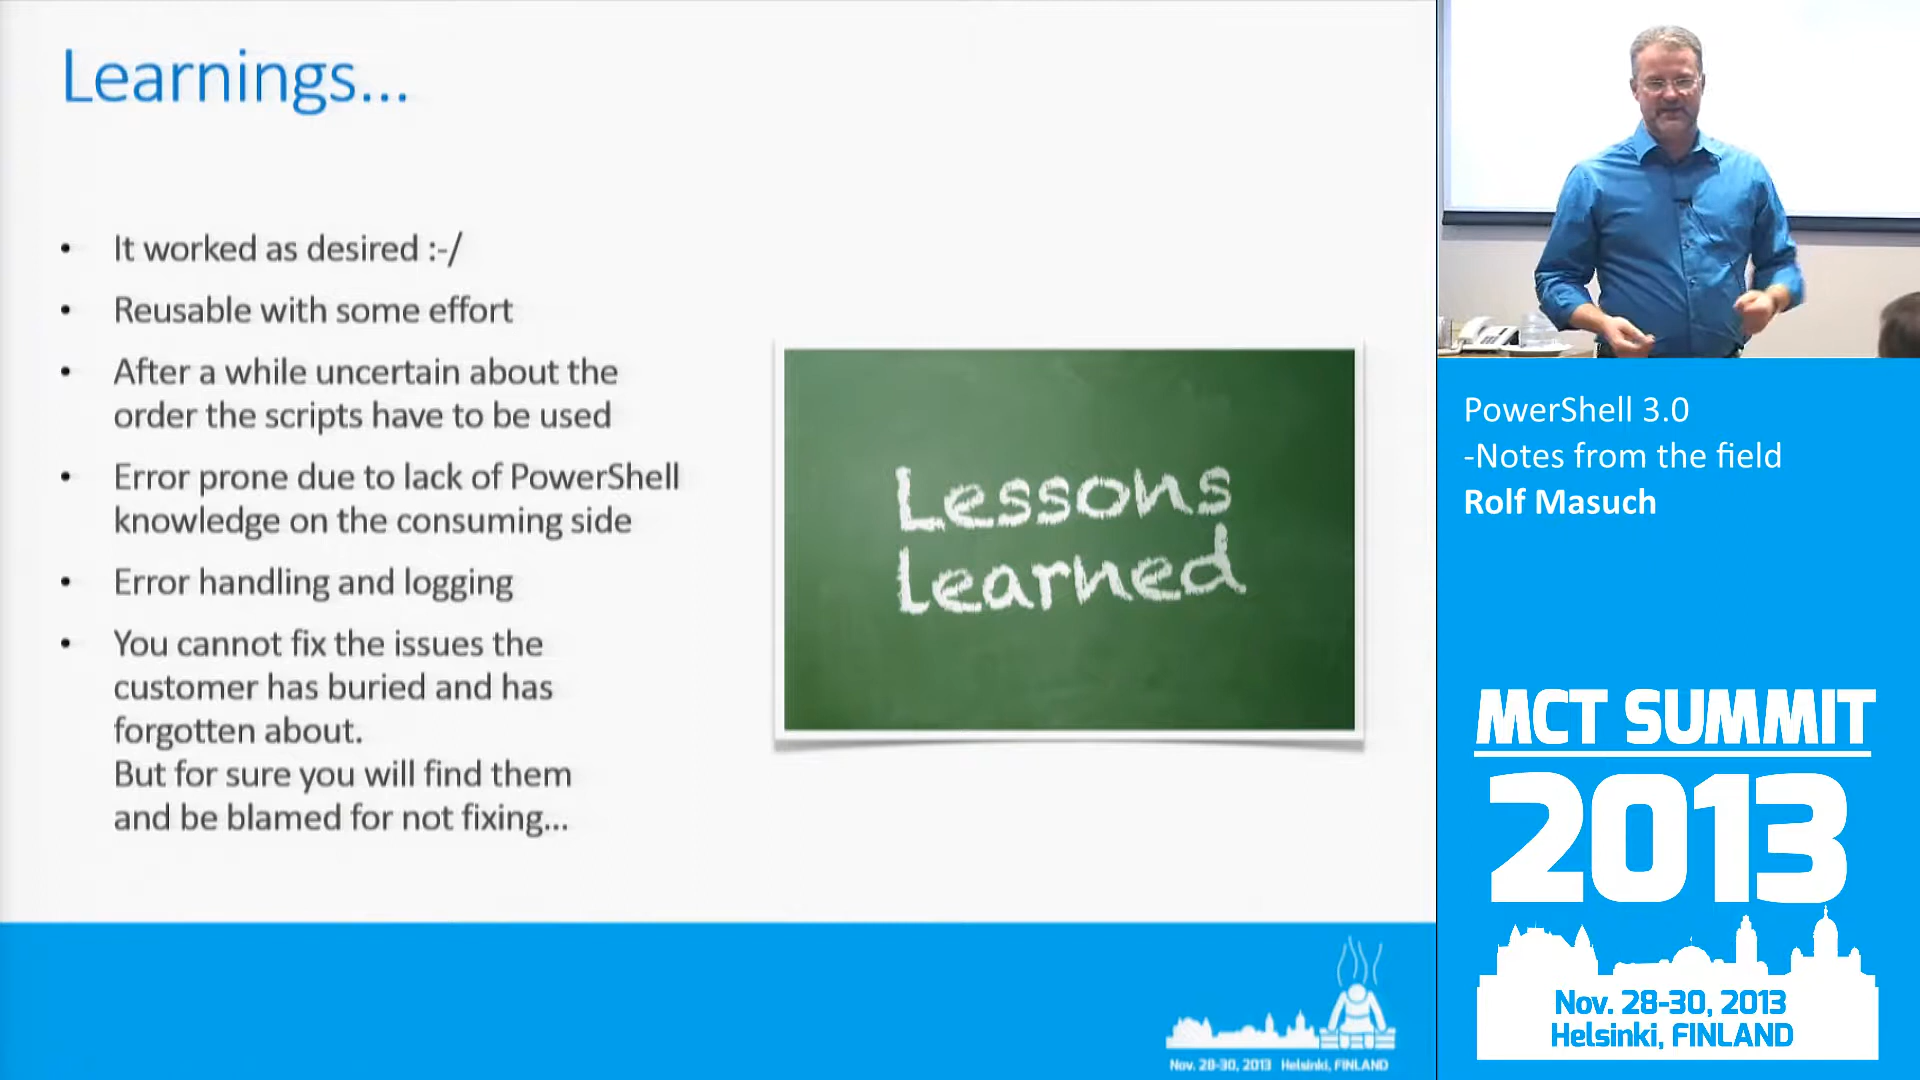 Learnings...
• It worked as desired :-/
• Reusable with some effort
• After a while uncertain about the
order the scripts have to be used
• Error prone due to lack of PowerShell
knowledge on the consuming side
• Error handling and logging
• You cannot fix the issues the
customer has buried and has
forgotten about.
But for sure you will find them
and be blamed for not fixing...
Lessons
Learned
Nov. 28-30, 2013 Helsinki, FINLAND
PowerShell 3.0
-Notes from the field
Rolf Masuch
MCT SUMMIT
2013
Nov. 28-30, 2013
Helsinki, FINLAND